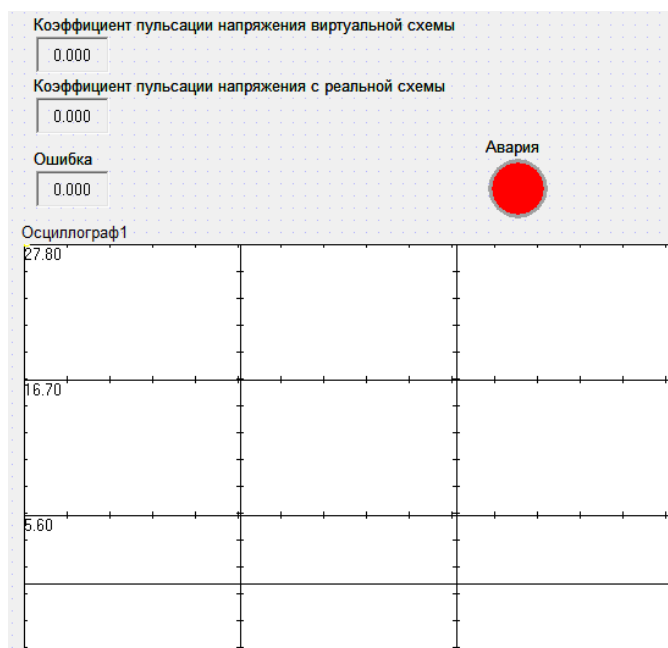 Коэффициент пульсации напряжения виртуальной схемы
0.000
Коэффициент пульсации напряжения с реальной схемы
0.000
Авария
Ошибка
0.000
Осциллограф1
27.80
16.70
5.60